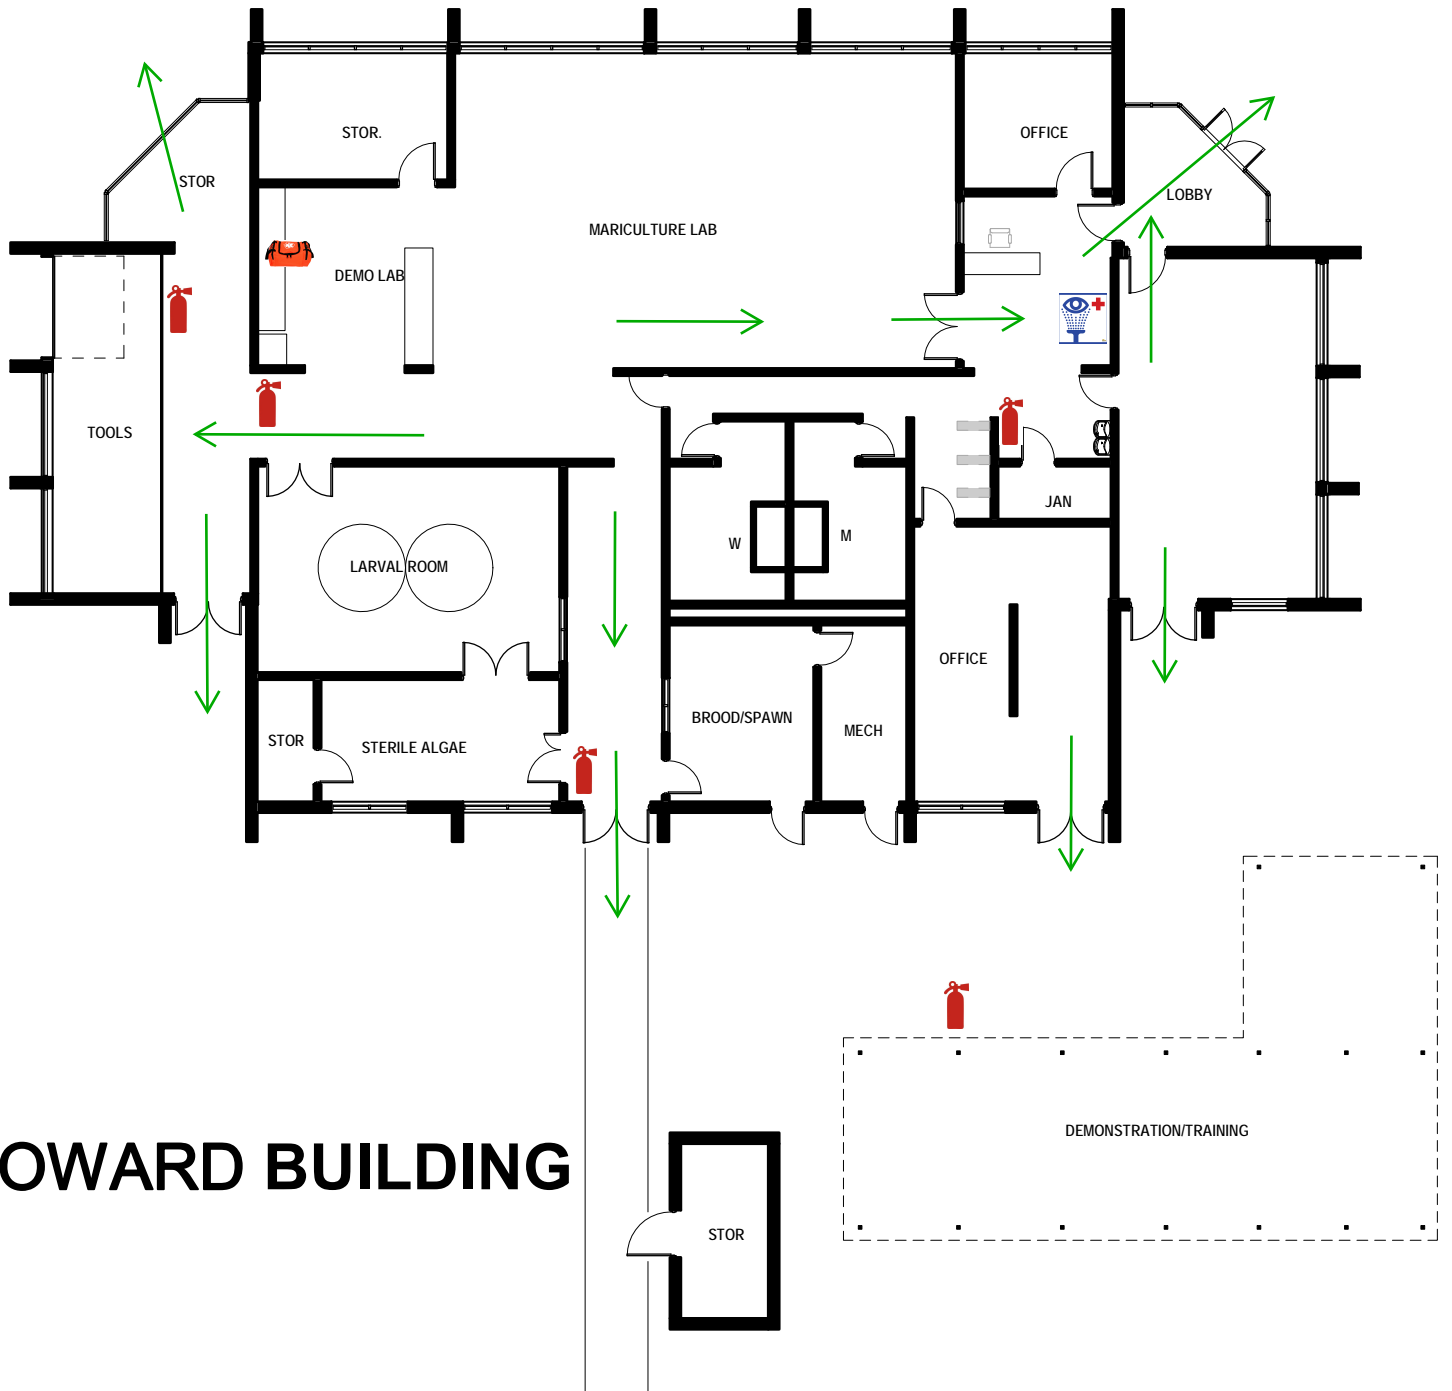 STOR.
OFFICE
STOR
LOBBY
MARICULTURE LAB
DEMO LAB
TOOLS
JAN
W
M
LARVAL ROOM
OFFICE
BROOD/SPAWN
MECH
STOR
STERILE ALGAE
DEMONSTRATION/TRAINING
OWARD BUILDING
STOR